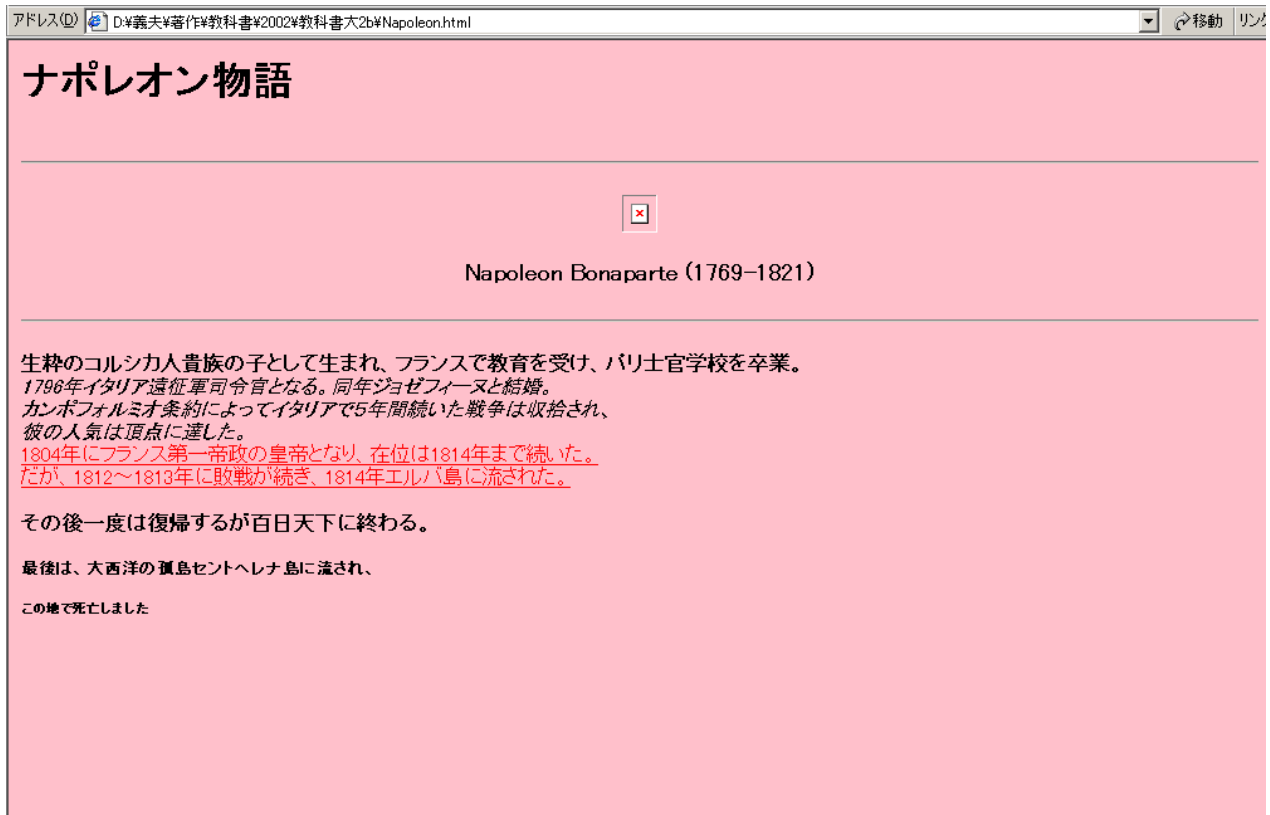 アドレス(D) D:¥義夫¥著作¥教科書¥2002¥教科書大2b¥Napoleon.html 移動 リンク
ナポレオン物語
Napoleon Bonaparte (1769-1821)
生粋のコルシカ人貴族の子として生まれ、フランスで教育を受け、パリ士官学校を卒業。
1796年イタリア遠征軍司令官となる。同年ジョゼフィーヌと結婚。
カンポフォルミオ条約によってイタリアで5年間続いた戦争は収拾され、
彼の人気は頂点に達した。
1804年にフランス第一帝政の皇帝となり、在位は1814年まで続いた。
だが、1812～1813年に敗戦が続き、1814年エルバ島に流された。
その後一度は復帰するが百日天下に終わる。
最後は、大西洋の孤島セントヘレナ島に流され、
この地で死亡しました